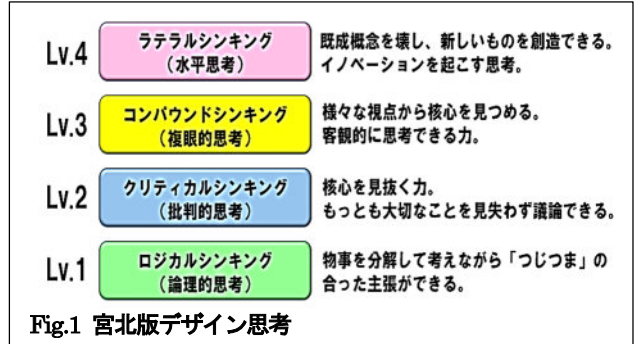 Lv.4
ラテラルシンキング
（水平思考）
既成概念を壊し、新しいものを創造できる。
イノベーションを起こす思考。
Lv.3
コンパウンドシンキング
（複眼的思考）
様々な視点から核心を見つめる。
客観的に思考できる力。
Lv.2
クリティカルシンキング
（批判的思考）
核心を見抜く力。
もっとも大切なことを見失わず議論できる。
Lv.1
ロジカルシンキング
（論理的思考）
物事を分解して考えながら「つじつま」の
合った主張ができる。
Fig.1 宮北版デザイン思考